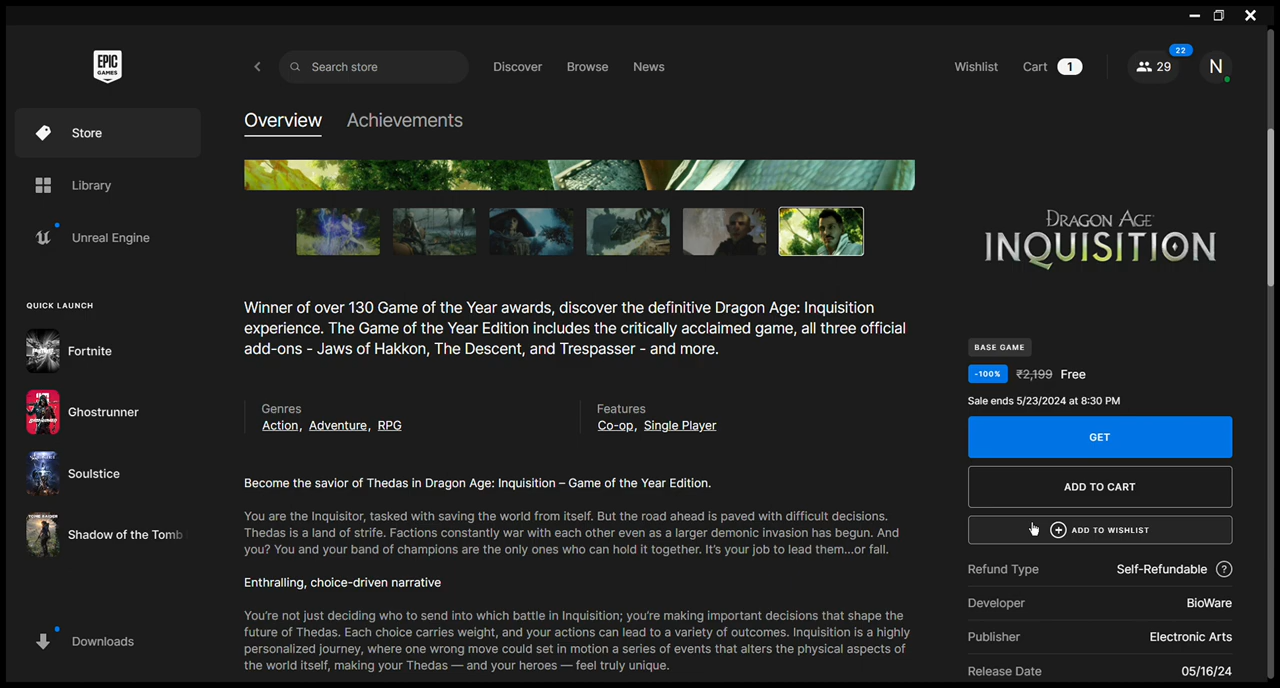 EPIC
GAMES
Search store
Discover
Browse
News
Wishlist
Cart 1
29
22
N
Store
Library
Unreal Engine
QUICK LAUNCH
Fortnite
Ghostrunner
Soulstice
Shadow of the Tomb
Downloads
Overview
Achievements
Winner of over 130 Game of the Year awards, discover the definitive Dragon Age: Inquisition
experience. The Game of the Year Edition includes the critically acclaimed game, all three official
add-ons - Jaws of Hakkon, The Descent, and Trespasser - and more.
Genres
Action, Adventure, RPG
Features
Co-op, Single Player
Become the savior of Thedas in Dragon Age: Inquisition – Game of the Year Edition.
You are the Inquisitor, tasked with saving the world from itself. But the road ahead is paved with difficult decisions.
Thedas is a land of strife. Factions constantly war with each other even as a larger demonic invasion has begun. And
you? You and your band of champions are the only ones who can hold it together. It's your job to lead them...or fall.
Enthralling, choice-driven narrative
You're not just deciding who to send into which battle in Inquisition; you're making important decisions that shape the
future of Thedas. Each choice carries weight, and your actions can lead to a variety of outcomes. Inquisition is a highly
personalized journey, where one wrong move could set in motion a series of events that alters the physical aspects of
the world itself, making your Thedas — and your heroes — feel truly unique.
DRAGON AGE
INQUISITION
BASE GAME
-100% ₹2,199 Free
Sale ends 5/23/2024 at 8:30 PM
GET
ADD TO CART
ADD TO WISHLIST
Refund Type Self-Refundable ?
Developer BioWare
Publisher Electronic Arts
Release Date 05/16/24